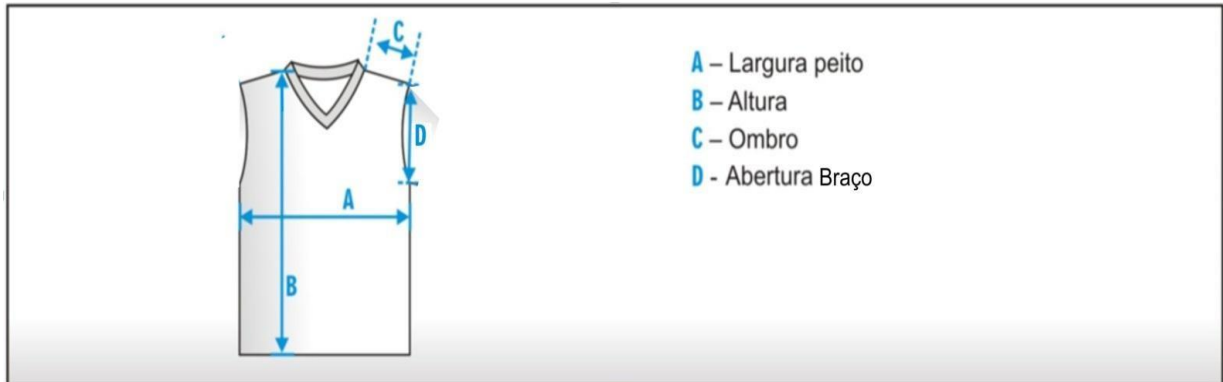 C
D
A
B
A – Largura peito
B – Altura
C – Ombro
D - Abertura Braço